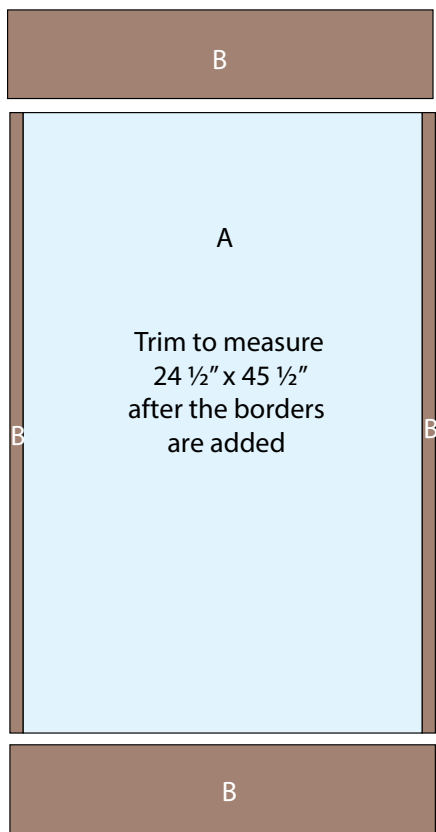 B
A
Trim to measure
24 ½” x 45 ½”
after the borders
are added
B
B
B